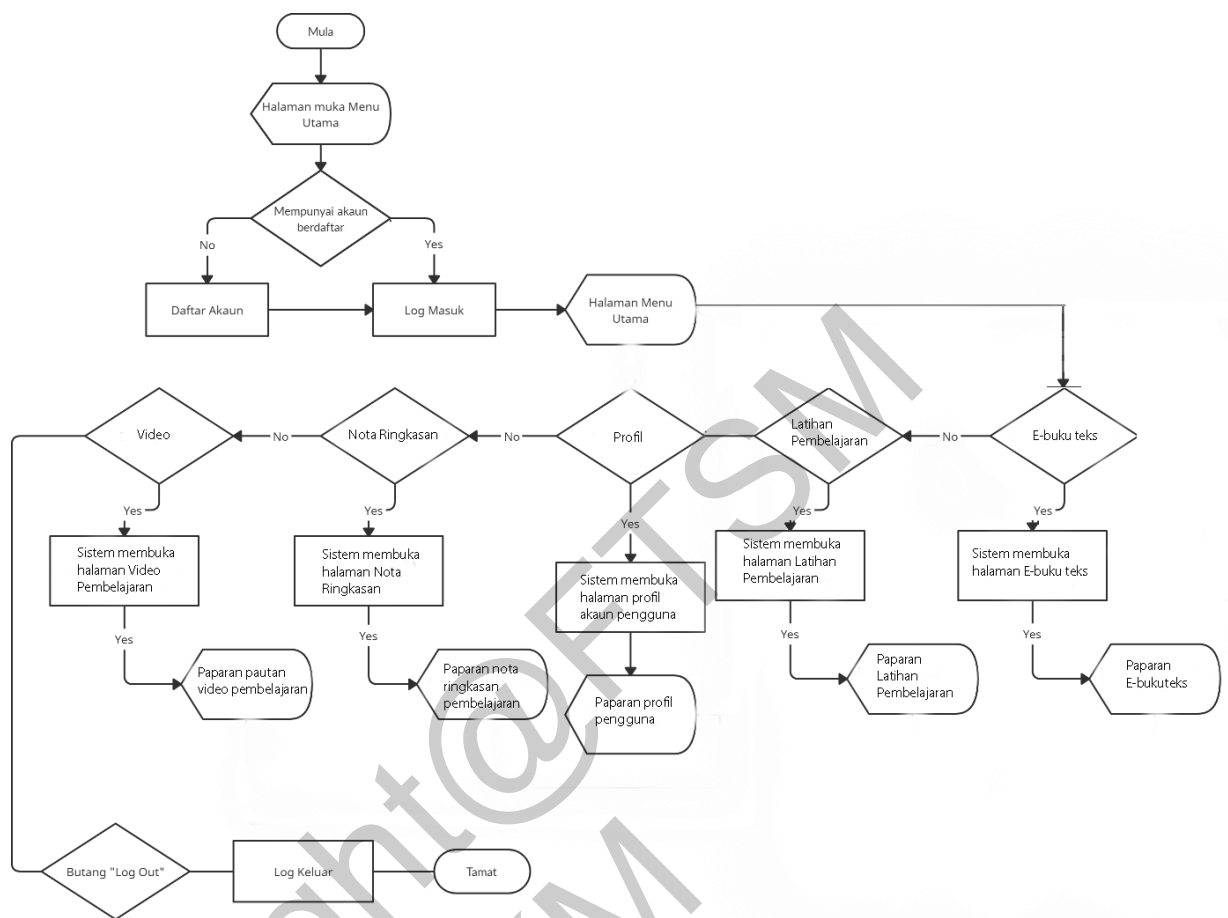 Mula
Halaman muka Menu
Utama
Mempunyai akaun
berdaftar
No
Yes
Daftar Akaun
Log Masuk
Halaman Menu
Utama
Video
No
Nota Ringkasan
No
Profil
Latihan
Pembelajaran
No
E-buku teks
Yes
Yes
Yes
Yes
Yes
Sistem membuka
halaman Video
Pembelajaran
Sistem membuka
halaman Nota
Ringkasan
Sistem membuka
halaman profil
akaun pengguna
Sistem membuka
halaman Latihan
Pembelajaran
Sistem membuka
halaman E-buku teks
Yes
Yes
Yes
Yes
Paparan pautan
video pembelajaran
Paparan nota
ringkasan
pembelajaran
Paparan profil
pengguna
Paparan
Latihan
Pembelajaran
Paparan
E-bukuteks
Butang "Log Out"
Log Keluar
Tamat
ght@FTSM